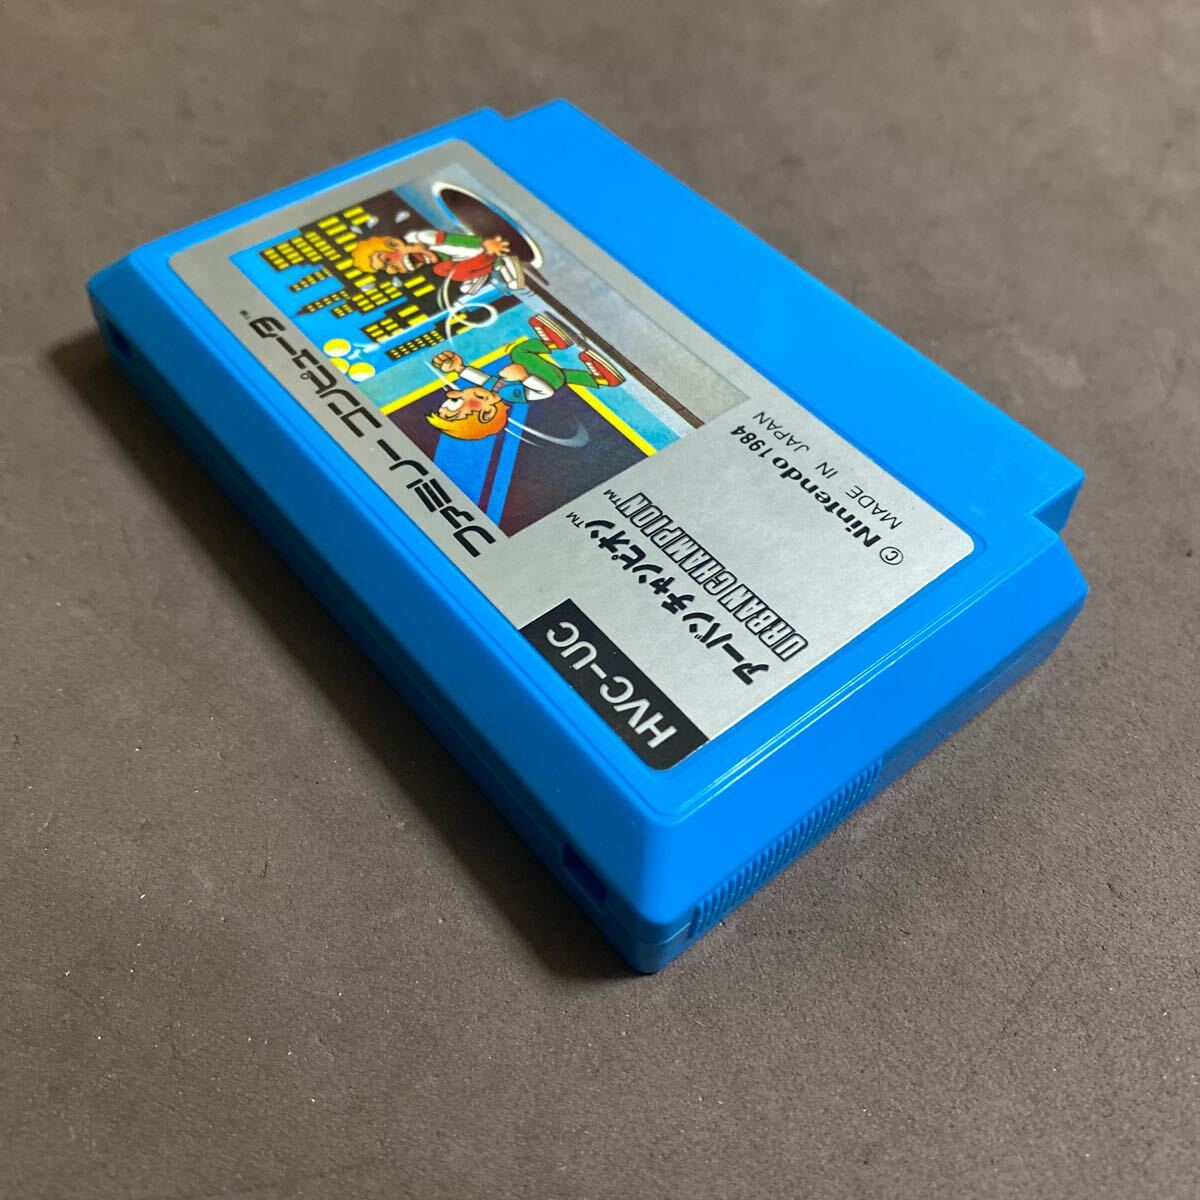 ファミリー コンピュータ™
HVC-UC
アーバンチャンピオン™
URBAN CHAMPION™
© Nintendo 1984
MADE IN JAPAN